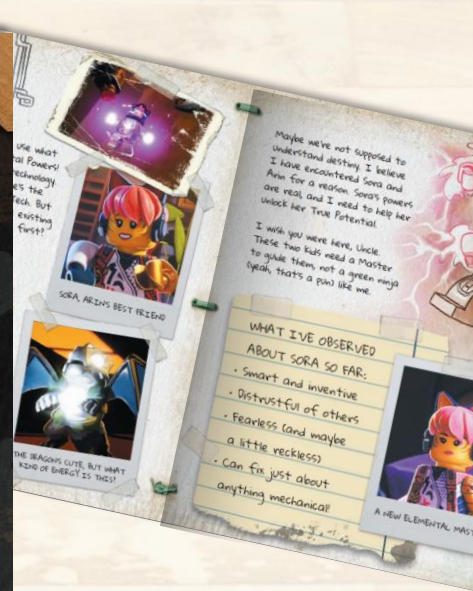 use what
Powers!
technology
the
Tech. But
existing
first?
SORA, ARIN'S BEST FRIEND
THE DRAGON'S CUTE, BUT WHAT
KIND OF ENERGY IS THIS?
Maybe we're not supposed to
understand destiny. I believe
I have encountered Sora and
Arin for a reason. Sora's powers
are real, and I need to help her
unlock her True Potential.
I wish you were here, Uncle.
These two kids need a Master
to guide them, not a green ninja
(yeah, that's a pun) like me.
WHAT I'VE OBSERVED
ABOUT SORA SO FAR:
• Smart and inventive
• Distrustful of others
• Fearless (and maybe
a little reckless)
• Can fix just about
anything mechanical!
A NEW ELEMENTAL